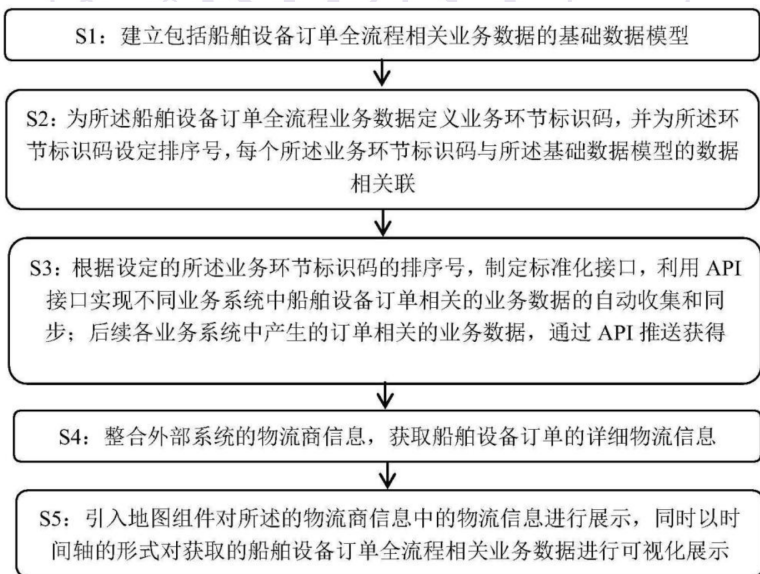 S1：建立包括船舶设备订单全流程相关业务数据的基础数据模型
S2：为所述船舶设备订单全流程业务数据定义业务环节标识码，并为所述环
节标识码设定排序号，每个所述业务环节标识码与所述基础数据模型的数据
相关联
S3：根据设定的所述业务环节标识码的排序号，制定标准化接口，利用 API
接口实现不同业务系统中船舶设备订单相关的业务数据的自动收集和同
步；后续各业务系统中产生的订单相关的业务数据，通过 API 推送获得
S4：整合外部系统的物流商信息，获取船舶设备订单的详细物流信息
S5：引入地图组件对所述的物流商信息中的物流信息进行展示，同时以时
间轴的形式对获取的船舶设备订单全流程相关业务数据进行可视化展示